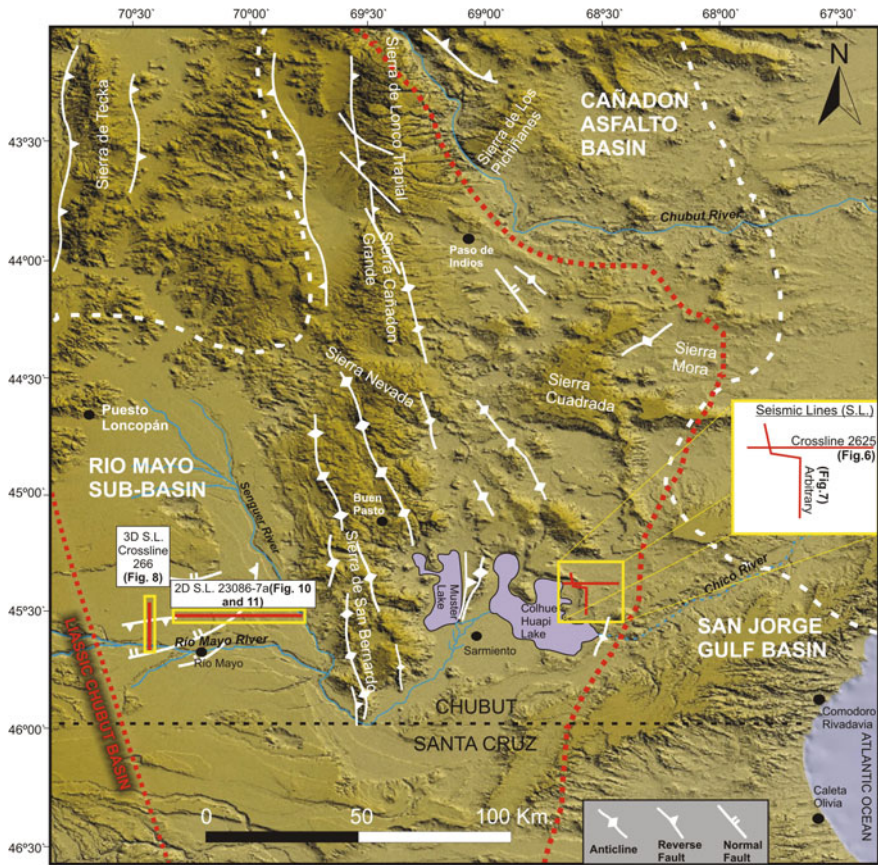 70°30'
70°00'
69°30'
69°00'
68°30'
68°00'
67°30'
43°30'
44°00'
44°30'
45°00'
45°30'
46°00'
46°30'
N
Sierra de Tecka
Sierra de Lonco Trapial
Sierra de Los
Pichiñanes
CAÑADON
ASFALTO
BASIN
Chubut River
Paso de
Indios
Sierra Cañadon
Grande
Sierra Nevada
Sierra
Cuadrada
Sierra
Mora
Puesto
Loncopán
RIO MAYO
SUB-BASIN
Senguer River
Buen
Pasto
Seismic Lines (S.L.)
Crossline 2625
(Fig.6)
Arbitrary
(Fig.7)
3D S.L.
Crossline
266
(Fig. 8)
2D S.L. 23086-7a(Fig. 10
and 11)
Sierra de San Bernardo
Muster
Lake
Colhue
Huapi
Lake
Chico River
Río Mayo River
Río Mayo
Sarmiento
SAN JORGE
GULF BASIN
LIASSIC CHUBUT BASIN
CHUBUT
SANTA CRUZ
Comodoro
Rivadavia
Caleta
Olivia
ATLANTIC OCEAN
0
50
100 Km.
Anticline
Reverse
Fault
Normal
Fault